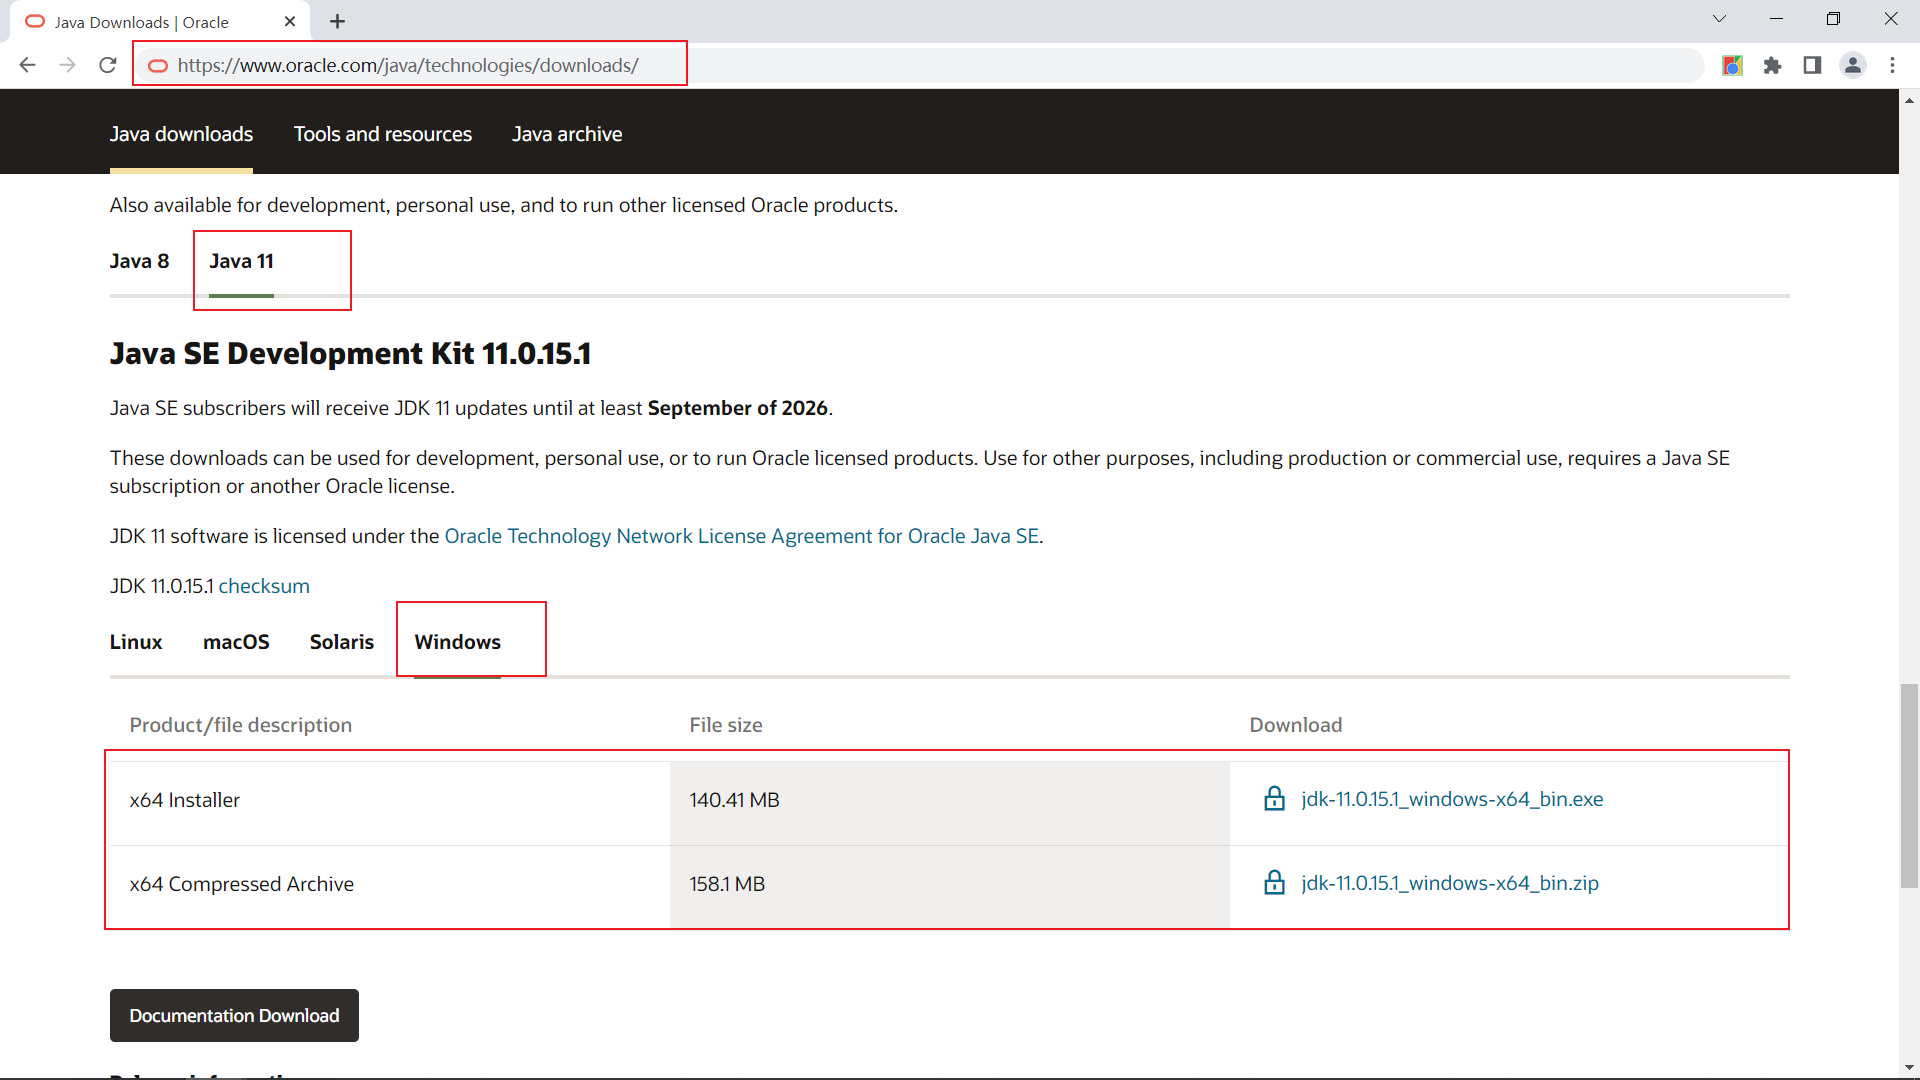 Java Downloads | Oracle
https://www.oracle.com/java/technologies/downloads/
Java downloads
Tools and resources
Java archive
Also available for development, personal use, and to run other licensed Oracle products.
Java 8
Java 11
Java SE Development Kit 11.0.15.1
Java SE subscribers will receive JDK 11 updates until at least September of 2026.
These downloads can be used for development, personal use, or to run Oracle licensed products. Use for other purposes, including production or commercial use, requires a Java SE
subscription or another Oracle license.
JDK 11 software is licensed under the Oracle Technology Network License Agreement for Oracle Java SE.
JDK 11.0.15.1 checksum
Linux
macOS
Solaris
Windows
Product/file description
File size
Download
x64 Installer
140.41 MB
jdk-11.0.15.1_windows-x64_bin.exe
x64 Compressed Archive
158.1 MB
jdk-11.0.15.1_windows-x64_bin.zip
Documentation Download